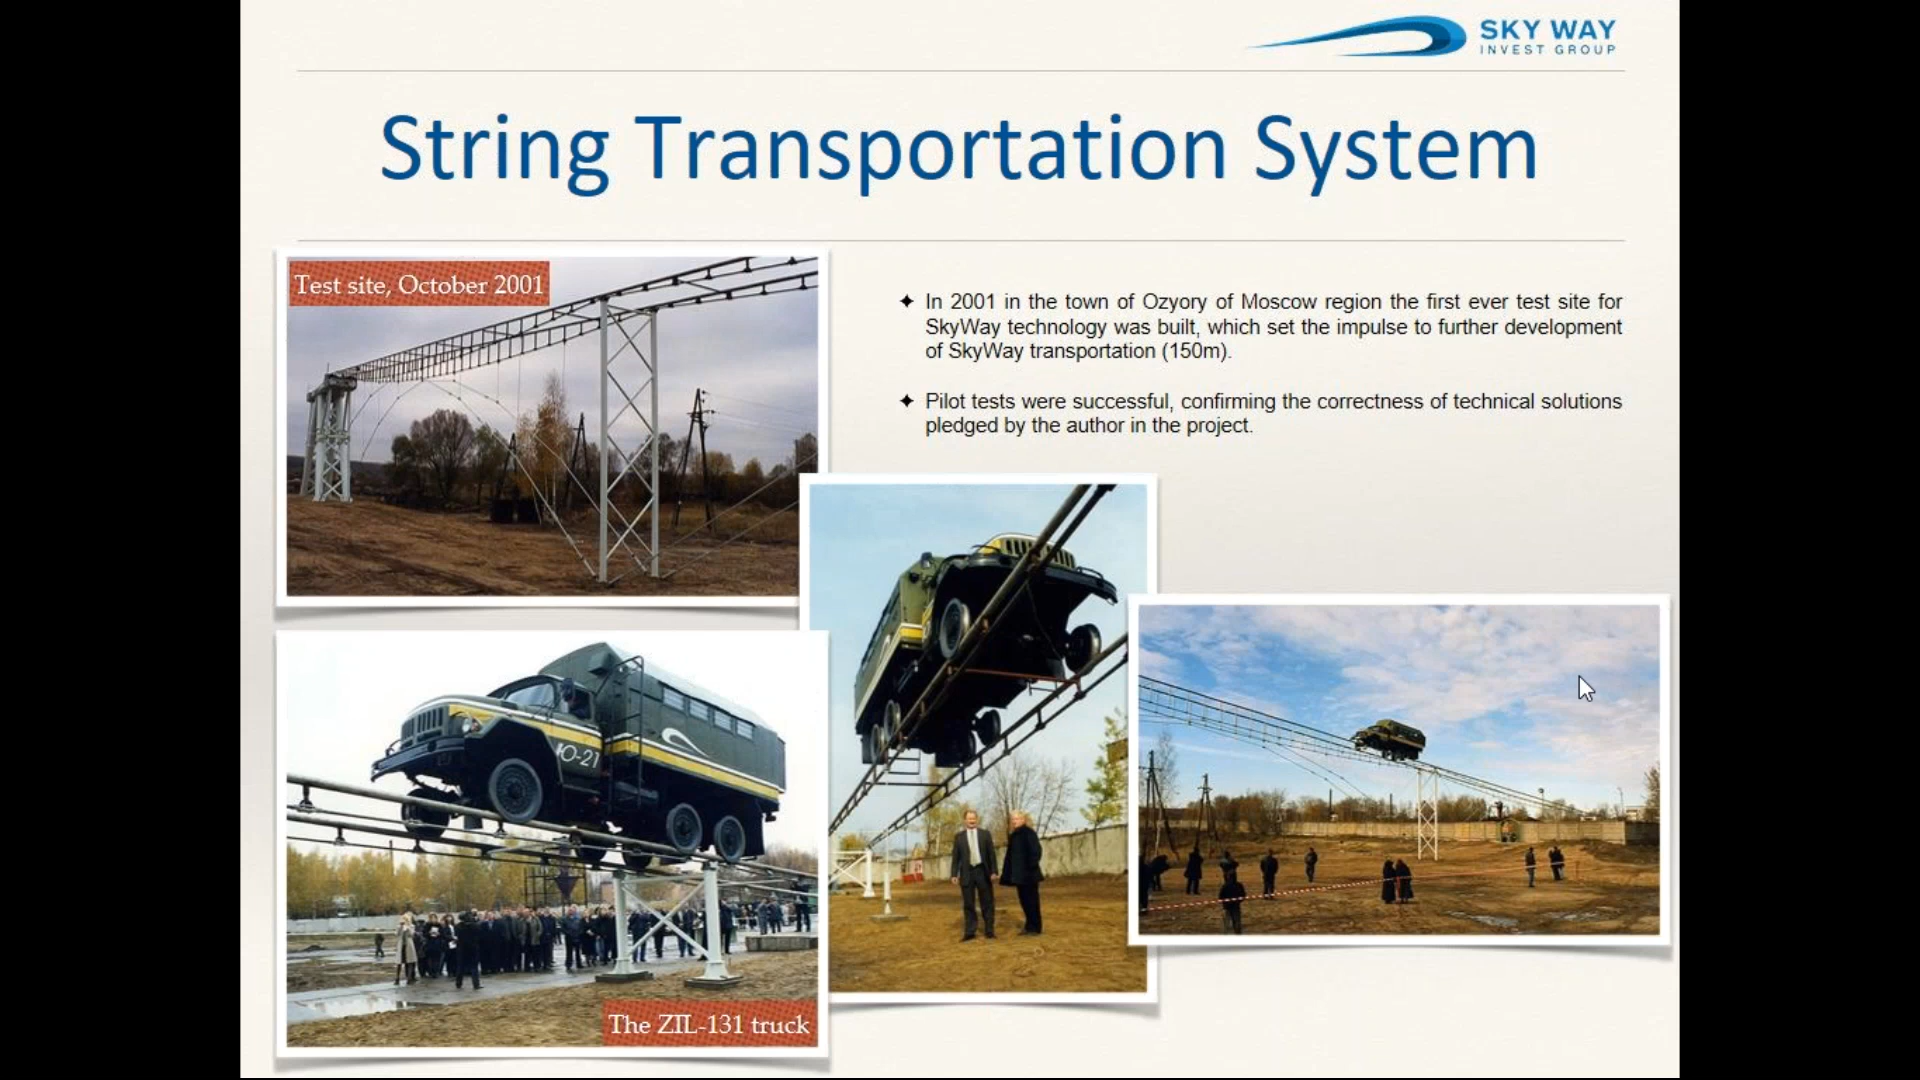 SKY WAY
INVEST GROUP
String Transportation System
Test site, October 2001
✦ In 2001 in the town of Ozyory of Moscow region the first ever test site for
SkyWay technology was built, which set the impulse to further development
of SkyWay transportation (150m).
✦ Pilot tests were successful, confirming the correctness of technical solutions
pledged by the author in the project.
Ю-21
The ZIL-131 truck